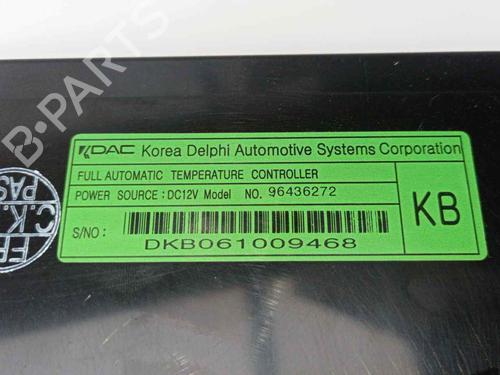 KDAC Korea Delphi Automotive Systems Corporation
FULL AUTOMATIC TEMPERATURE CONTROLLER
POWER SOURCE : DC12V Model NO. 96436272
KB
S/NO :
DKB061009468
B-PARTS
C.K.
PAS